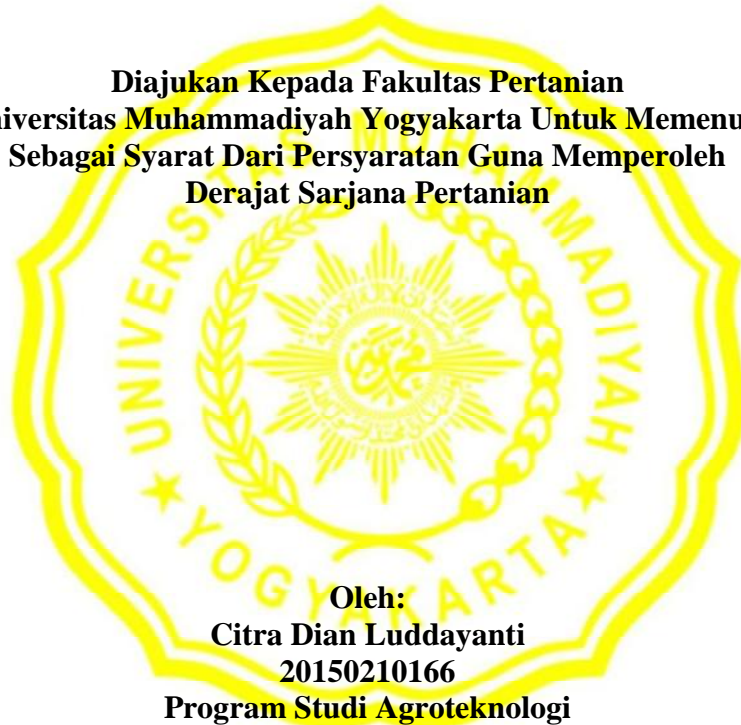 Diajukan Kepada Fakultas Pertanian
niversitas Muhammadiyah Yogyakarta Untuk Memenu
Sebagai Syarat Dari Persyaratan Guna Memperoleh
Derajat Sarjana Pertanian
UNIVERSITAS MUHAMMADIYAH
★ YOGYAKARTA ★
Oleh:
Citra Dian Luddayanti
20150210166
Program Studi Agroteknologi